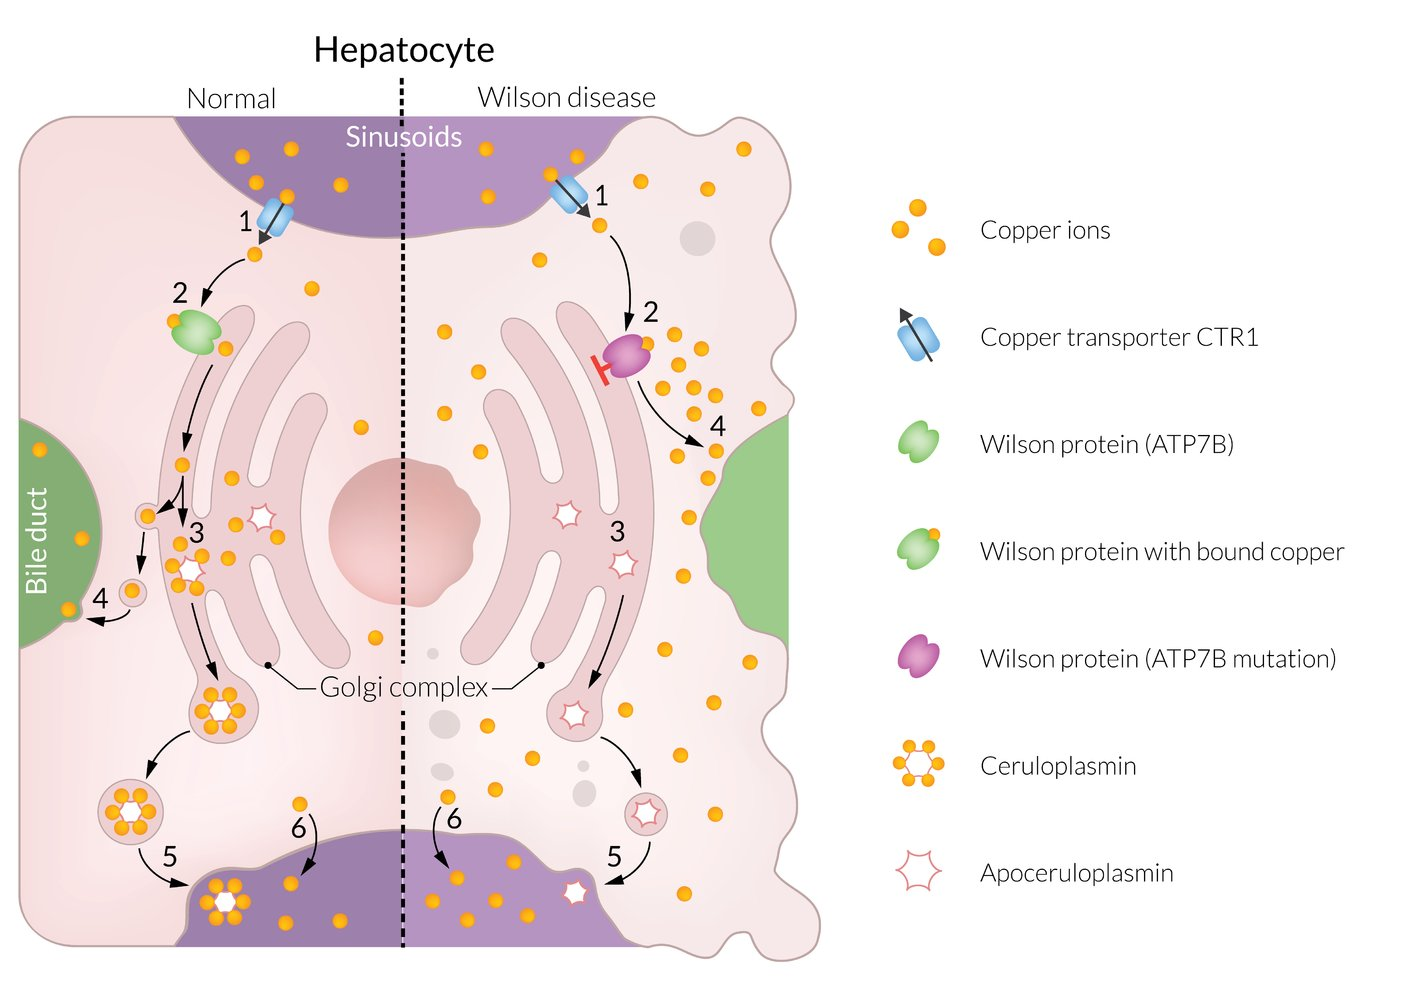 Hepatocyte
Normal
Wilson disease
Sinusoids
1
1
2
2
4
3
3
Bile duct
4
Golgi complex
6
6
5
5
Copper ions
Copper transporter CTR1
Wilson protein (ATP7B)
Wilson protein with bound copper
Wilson protein (ATP7B mutation)
Ceruloplasmin
Apoceruloplasmin